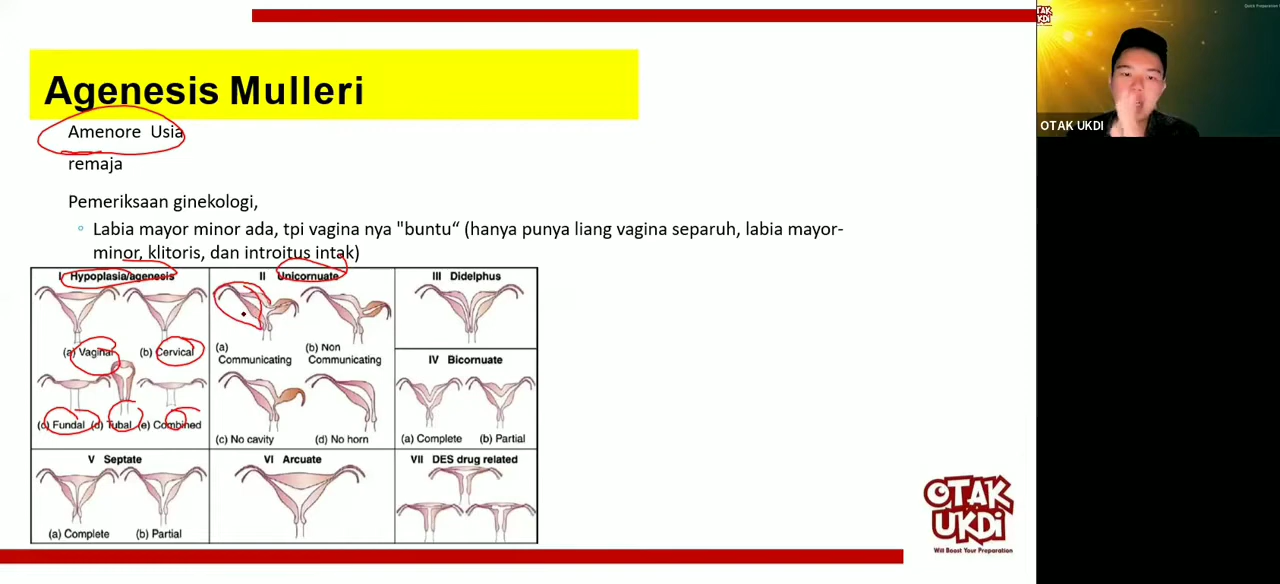 Agenesis Mulleri
Amenore Usia
remaja
Pemeriksaan ginekologi,
Labia mayor minor ada, tpi vagina nya "buntu“ (hanya punya liang vagina separuh, labia mayor-
minor, klitoris, dan introitus intak)
I Hypoplasia/agenesis
(a) Vaginal (b) Cervical
(c) Fundal (d) Tubal (e) Combined
II Unicornuate
(a)
Communicating
(b) Non
Communicating
(c) No cavity (d) No horn
III Didelphus
IV Bicornuate
(a) Complete (b) Partial
V Septate
(a) Complete (b) Partial
VI Arcuate
VII DES drug related
OTAK
UKDI
OTAK UKDI
OTAK
UKDI
Will Boost Your Preparation